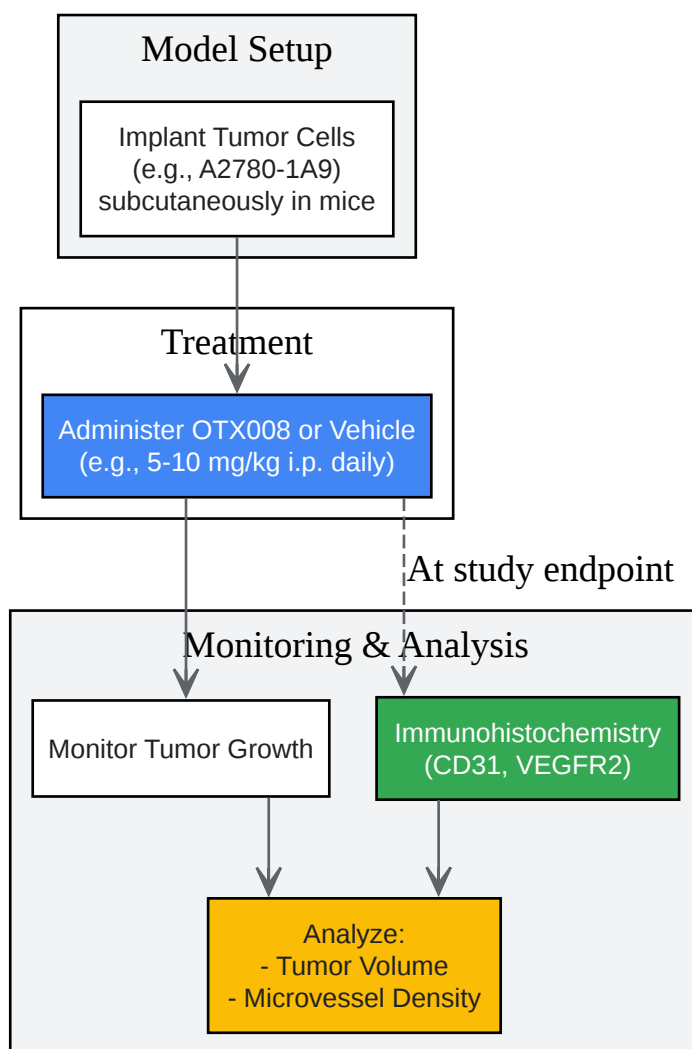 Model Setup
Implant Tumor Cells
(e.g., A2780-1A9)
subcutaneously in mice
Treatment
Administer OTX008 or Vehicle
(e.g., 5-10 mg/kg i.p. daily)
At study endpoint
Monitoring & Analysis
Monitor Tumor Growth
Immunohistochemistry
(CD31, VEGFR2)
Analyze:
- Tumor Volume
- Microvessel Density